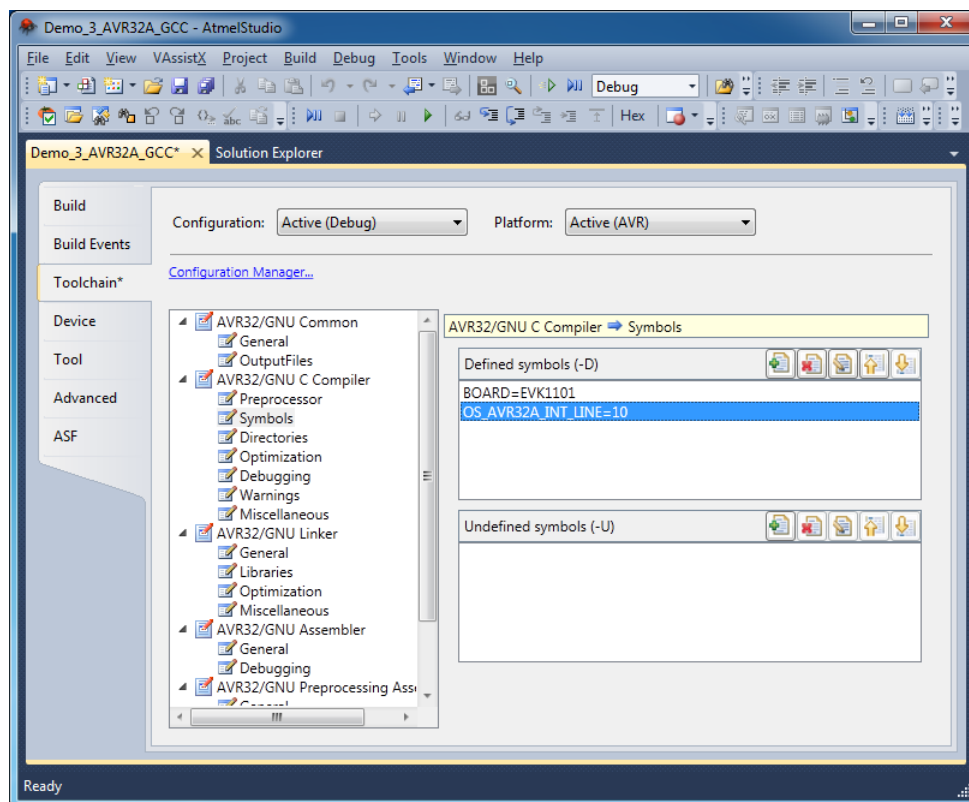 Demo_3_AVR32A_GCC - AtmelStudio
File Edit View VAssistX Project Build Debug Tools Window Help
Debug
Hex
Demo_3_AVR32A_GCC* Solution Explorer
Build
Build Events
Toolchain*
Device
Tool
Advanced
ASF
Configuration: Active (Debug) Platform: Active (AVR)
Configuration Manager...
AVR32/GNU Common
General
OutputFiles
AVR32/GNU C Compiler
Preprocessor
Symbols
Directories
Optimization
Debugging
Warnings
Miscellaneous
AVR32/GNU Linker
General
Libraries
Optimization
Miscellaneous
AVR32/GNU Assembler
General
Debugging
AVR32/GNU Preprocessing Ass
General
AVR32/GNU C Compiler Symbols
Defined symbols (-D)
BOARD=EVK1101
OS_AVR32A_INT_LINE=10
Undefined symbols (-U)
Ready